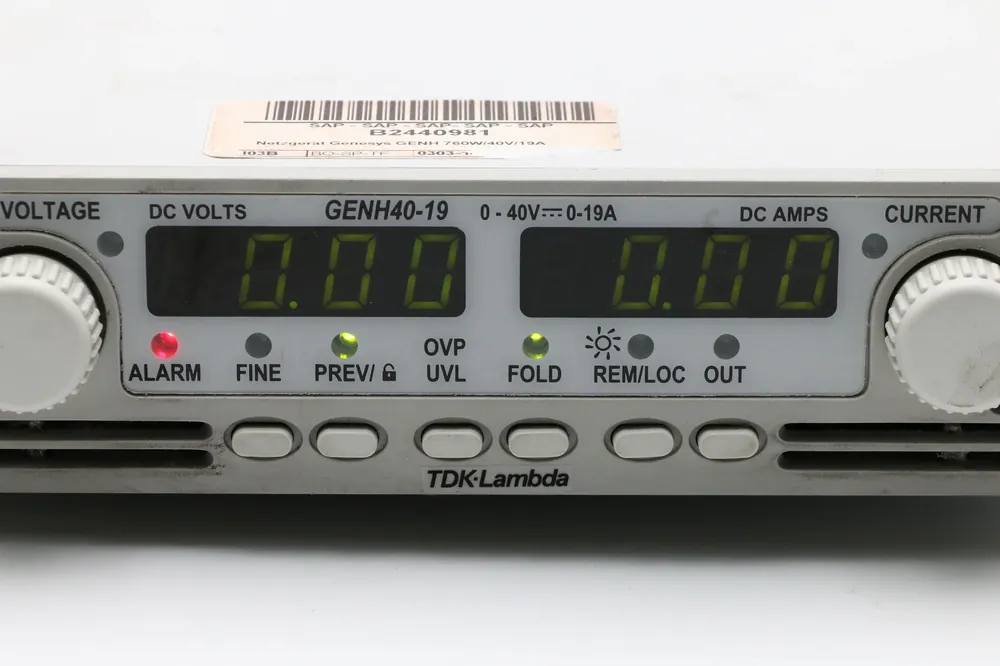 SAP - SAP - SAP - SAP - SAP
B2440981
Netzgerät Genesys GENH 760W/40V/19A
VOLTAGE
DC VOLTS
GENH40-19
0 - 40V 0-19A
DC AMPS
CURRENT
0.00
0.00
ALARM
FINE
PREV/
OVP
UVL
FOLD
REM/LOC
OUT
TDK·Lambda